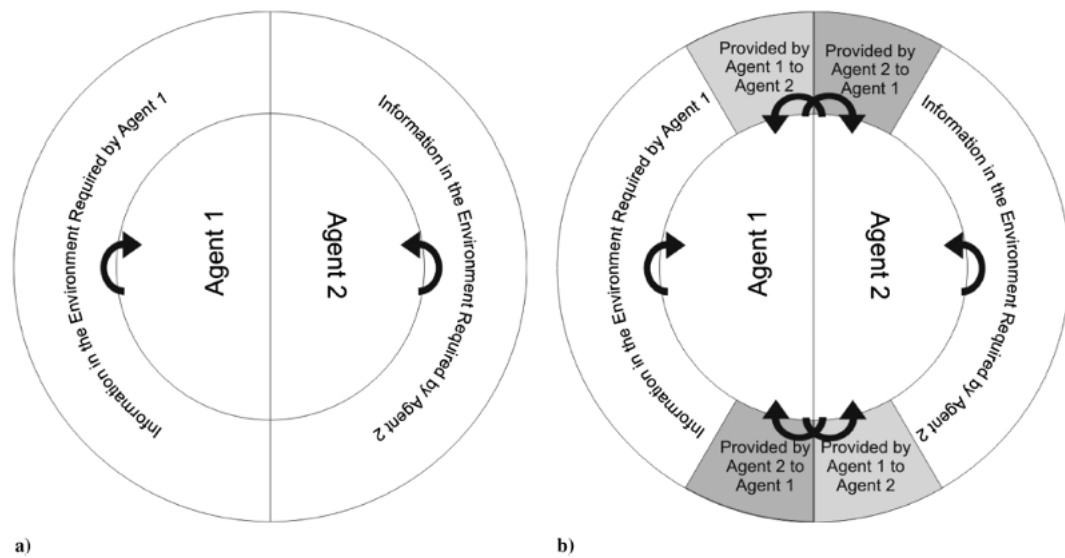 Information in the Environment Required by Agent 1
Agent 1
Agent 2
Information in the Environment Required by Agent 2
a)
Provided by
Agent 1 to
Agent 2
Provided by
Agent 2 to
Agent 1
Information in the Environment Required by Agent 1
Agent 1
Agent 2
Information in the Environment Required by Agent 2
Provided by
Agent 2 to
Agent 1
Provided by
Agent 1 to
Agent 2
b)